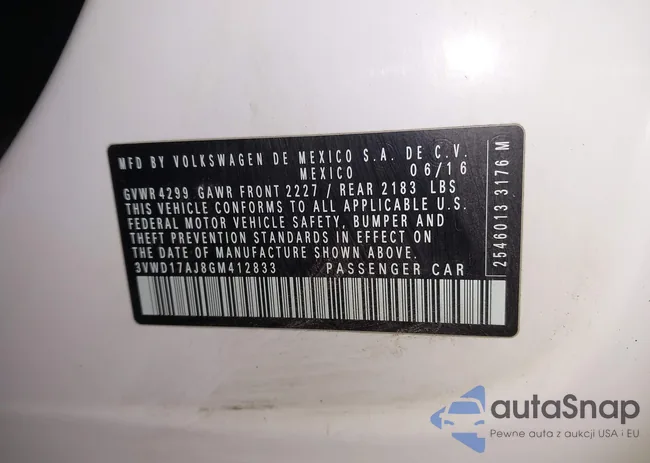 MFD BY VOLKSWAGEN DE MEXICO S.A. DE C.V.
MEXICO 06/16
GVWR 4299 GAWR FRONT 2227 / REAR 2183 LBS
THIS VEHICLE CONFORMS TO ALL APPLICABLE U.S.
FEDERAL MOTOR VEHICLE SAFETY, BUMPER AND
THEFT PREVENTION STANDARDS IN EFFECT ON
THE DATE OF MANUFACTURE SHOWN ABOVE.
3VWD17AJ8GM412833 PASSENGER CAR
2546013 3176 M
autaSnap
Pewne auta z aukcji USA i EU